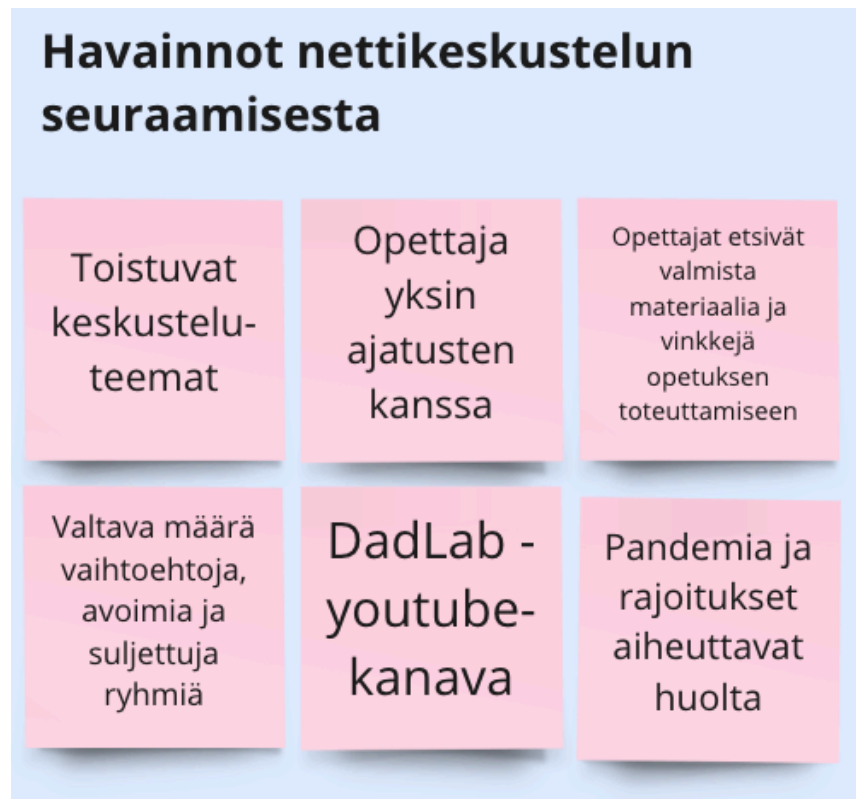 Havainnot nettikeskustelun
seuraamisesta
Toistuvat
keskustelu-
teemat
Opettaja
yksin
ajatusten
kanssa
Opettajat etsivät
valmista
materiaalia ja
vinkkejä
opetuksen
toteuttamiseen
Valtava määrä
vaihtoehtoja,
avoimia ja
suljettuja
ryhmiä
DadLab -
youtube-
kanava
Pandemia ja
rajoitukset
aiheuttavat
huolta